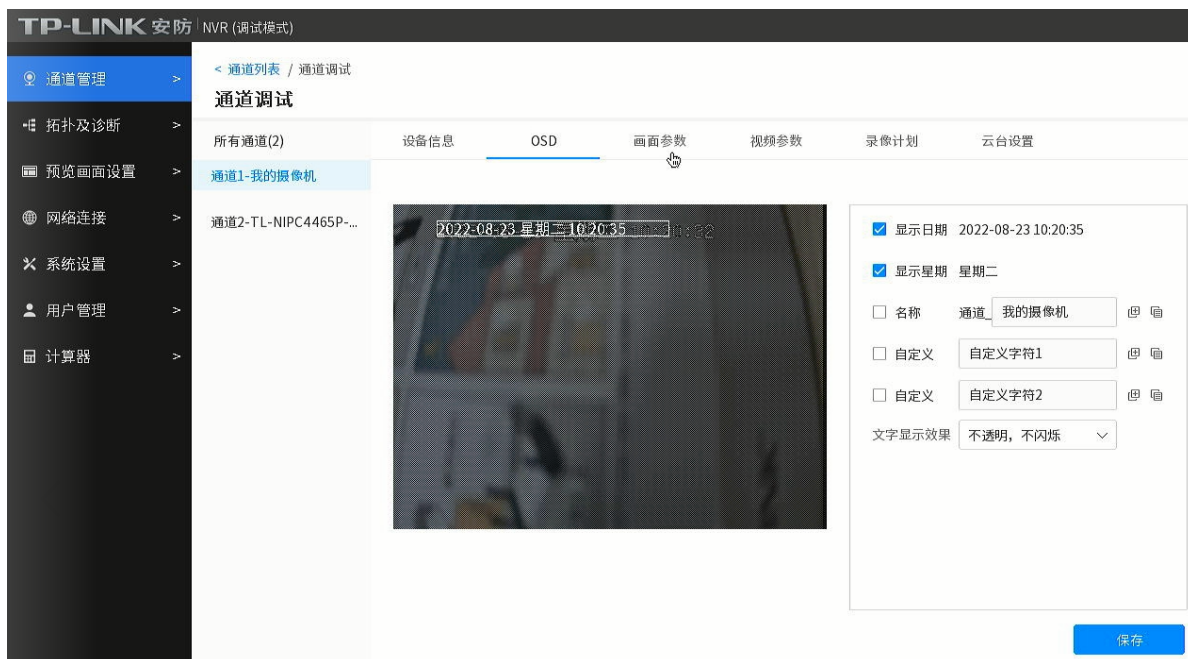 TP-LINK 安防 NVR (调试模式)
通道管理 >
拓扑及诊断 >
预览画面设置 >
网络连接 >
系统设置 >
用户管理 >
计算器 >
< 通道列表 / 通道调试
通道调试
所有通道(2)
通道1-我的摄像机
通道2-TL-NIPC4465P-...
设备信息 OSD 画面参数 视频参数 录像计划 云台设置
2022-08-23 星期二 10:20:35
显示日期 2022-08-23 10:20:35
显示星期 星期二
名称 通道_ 我的摄像机
自定义 自定义字符1
自定义 自定义字符2
文字显示效果 不透明，不闪烁
保存